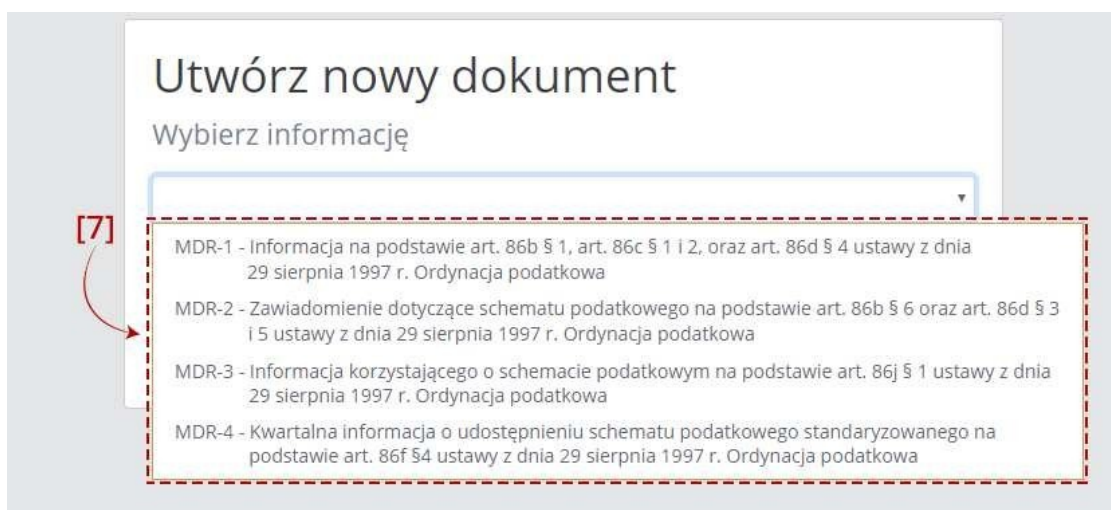 Utwórz nowy dokument
Wybierz informację
[7]
MDR-1 - Informacja na podstawie art. 86b § 1, art. 86c § 1 i 2, oraz art. 86d § 4 ustawy z dnia
29 sierpnia 1997 r. Ordynacja podatkowa
MDR-2 - Zawiadomienie dotyczące schematu podatkowego na podstawie art. 86b § 6 oraz art. 86d § 3
i 5 ustawy z dnia 29 sierpnia 1997 r. Ordynacja podatkowa
MDR-3 - Informacja korzystającego o schemacie podatkowym na podstawie art. 86j § 1 ustawy z dnia
29 sierpnia 1997 r. Ordynacja podatkowa
MDR-4 - Kwartalna informacja o udostępnieniu schematu podatkowego standaryzowanego na
podstawie art. 86f §4 ustawy z dnia 29 sierpnia 1997 r. Ordynacja podatkowa